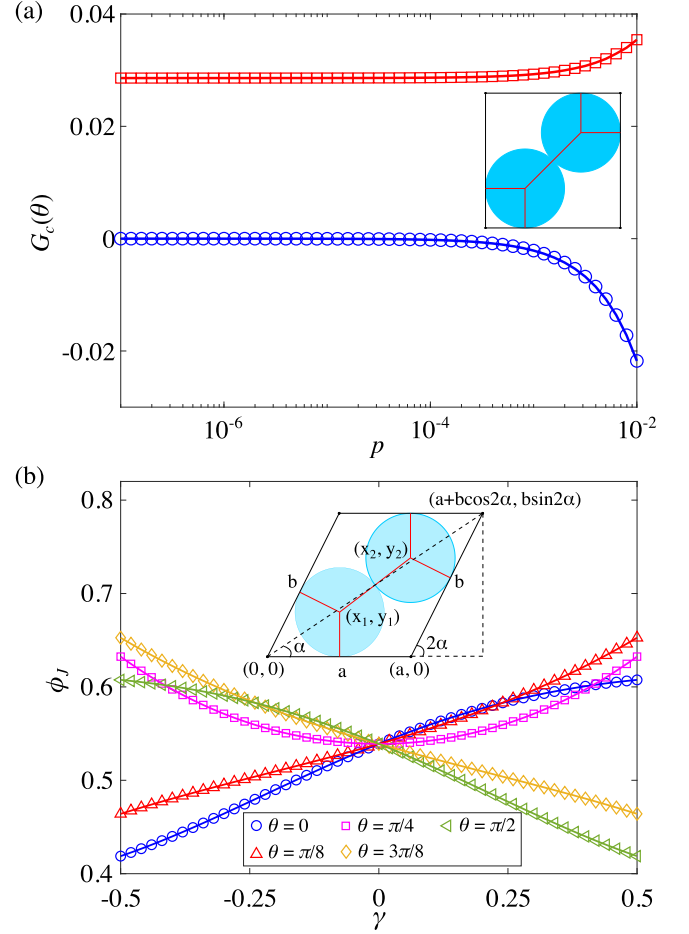 (a)
0.04
0.02
0
-0.02
G_c(θ)
10^-6
10^-4
10^-2
p
(b)
0.8
0.7
0.6
0.5
0.4
ϕ_J
(a+bcos2α, bsin2α)
(x_2, y_2)
b
b
(x_1, y_1)
α
2α
(0, 0)
a
(a, 0)
θ = 0
θ = π/4
θ = π/2
θ = π/8
θ = 3π/8
-0.5
-0.25
0
0.25
0.5
γ